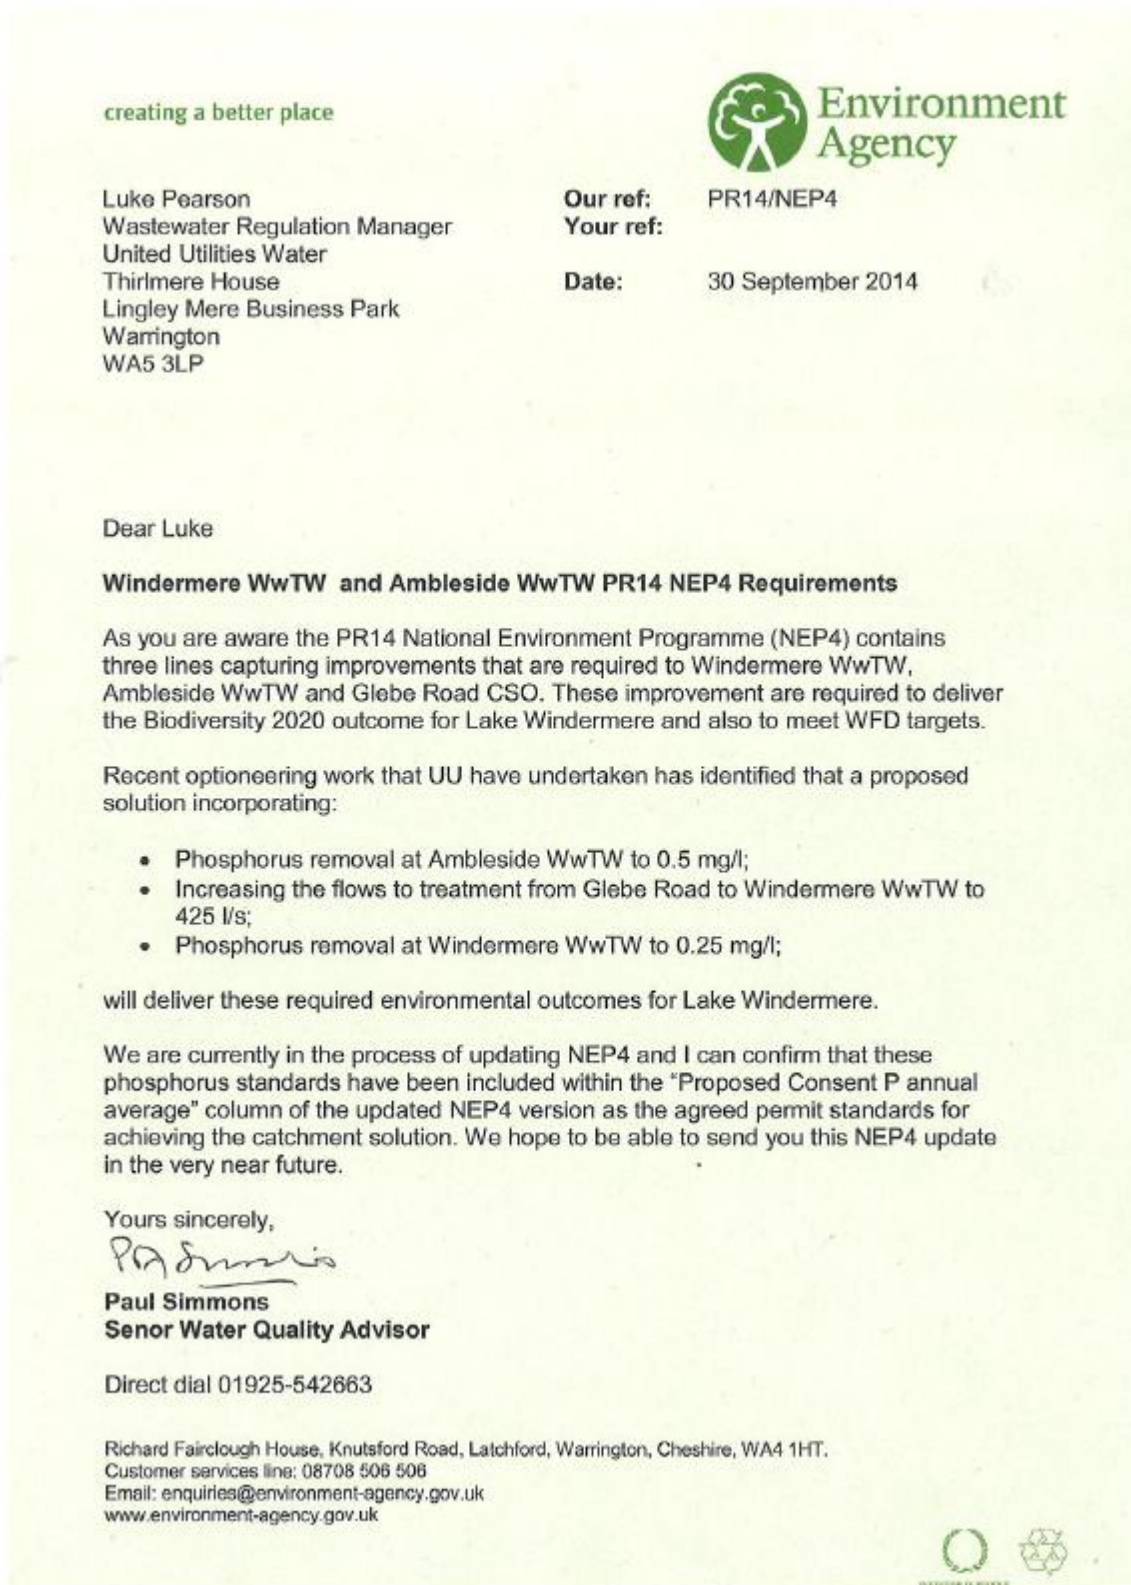 creating a better place
Environment
Agency
Luke Pearson
Wastewater Regulation Manager
United Utilities Water
Thirlmere House
Lingley Mere Business Park
Warrington
WA5 3LP
Our ref: PR14/NEP4
Your ref:
Date: 30 September 2014
Dear Luke
Windermere WwTW and Ambleside WwTW PR14 NEP4 Requirements
As you are aware the PR14 National Environment Programme (NEP4) contains
three lines capturing improvements that are required to Windermere WwTW,
Ambleside WwTW and Glebe Road CSO. These improvement are required to deliver
the Biodiversity 2020 outcome for Lake Windermere and also to meet WFD targets.
Recent optioneering work that UU have undertaken has identified that a proposed
solution incorporating:
• Phosphorus removal at Ambleside WwTW to 0.5 mg/l;
• Increasing the flows to treatment from Glebe Road to Windermere WwTW to
425 l/s;
• Phosphorus removal at Windermere WwTW to 0.25 mg/l;
will deliver these required environmental outcomes for Lake Windermere.
We are currently in the process of updating NEP4 and I can confirm that these
phosphorus standards have been included within the "Proposed Consent P annual
average" column of the updated NEP4 version as the agreed permit standards for
achieving the catchment solution. We hope to be able to send you this NEP4 update
in the very near future.
Yours sincerely,
PA Simmons
Paul Simmons
Senor Water Quality Advisor
Direct dial 01925-542663
Richard Fairclough House, Knutsford Road, Latchford, Warrington, Cheshire, WA4 1HT.
Customer services line: 08708 506 506
Email: enquiries@environment-agency.gov.uk
www.environment-agency.gov.uk